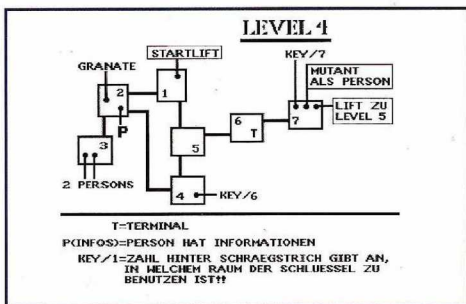 LEVEL 4
STARTLIFT
KEY/7
GRANATE
MUTANT
ALS PERSON
LIFT ZU
LEVEL 5
1
2
P
3
2 PERSONS
4
KEY/6
5
6
T
7
T=TERMINAL
P(INFOS)=PERSON HAT INFORMATIONEN
KEY/1=ZAHL HINTER SCHRAEGSTRICH GIBT AN,
IN WELCHEM RAUM DER SCHLUESSEL ZU
BENUTZEN IST!!